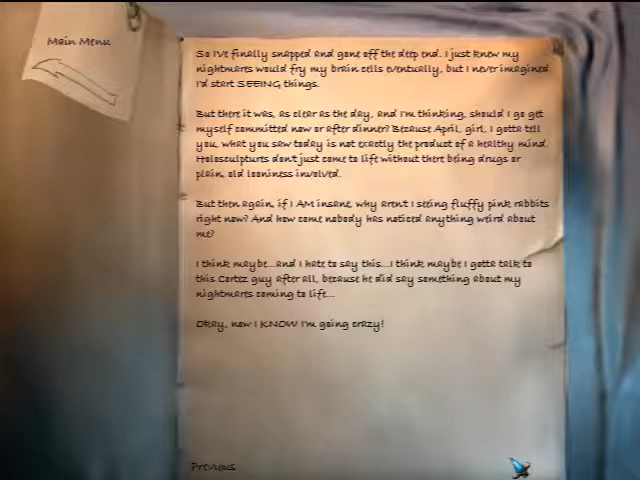 Main Menu
So I've finally snapped and gone off the deep end. I just knew my
nightmares would fry my brain cells eventually, but I never imagined
I'd start SEEING things.
But there it was, as clear as the day, and I'm thinking, should I go get
myself committed now or after dinner? Because April, girl, I gotta tell
you, what you saw today is not exactly the product of a healthy mind.
Holosculptures don't just come to life without there being drugs or
plain, old looniness involved.
But then again, if I AM insane, why aren't I seeing fluffy pink rabbits
right now? And how come nobody has noticed anything weird about
me?
I think maybe...and I hate to say this...I think maybe I gotta talk to
this Cortez guy after all, because he did say something about my
nightmares coming to life...
Okay, now I KNOW I'm going crazy!
Previous